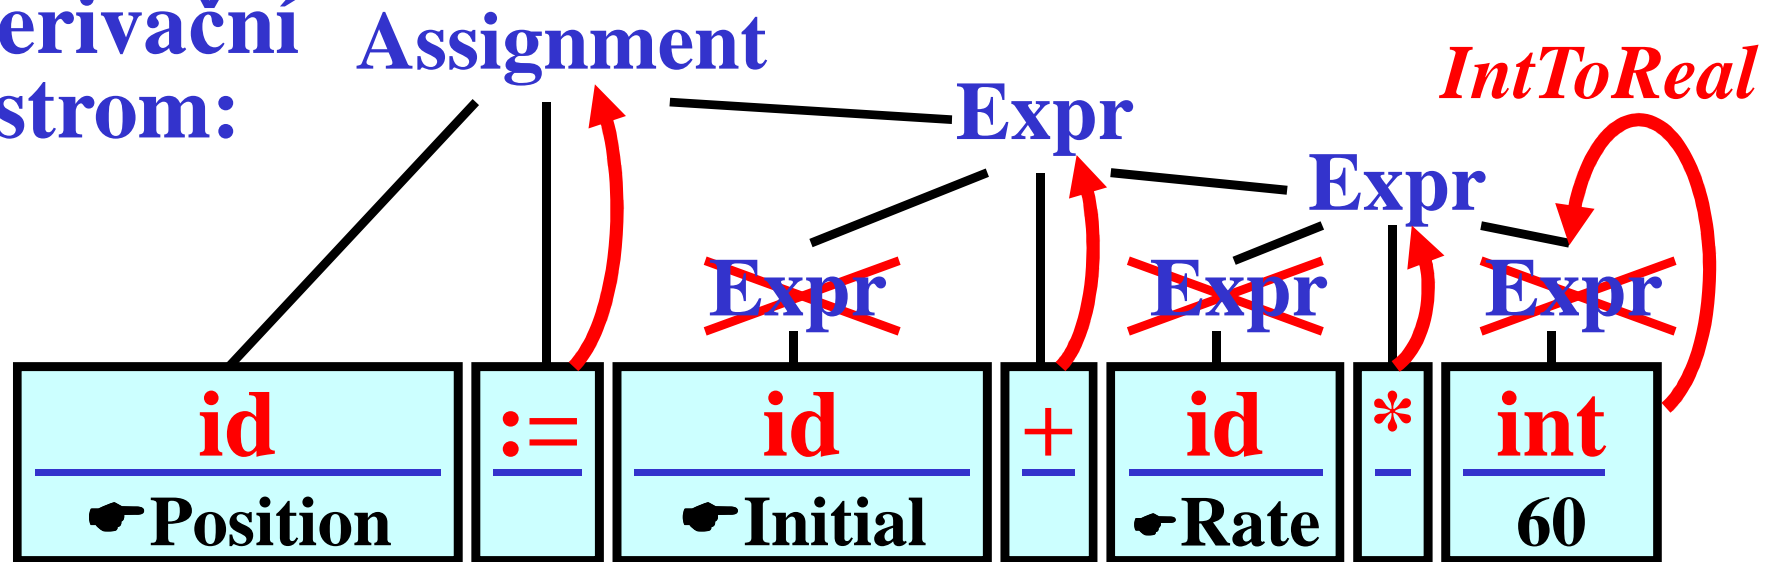 erivační
strom:
Assignment
Expr
IntToReal
Expr
Expr Expr Expr
id := id + id * int
☛Position ☛Initial ☛Rate 60